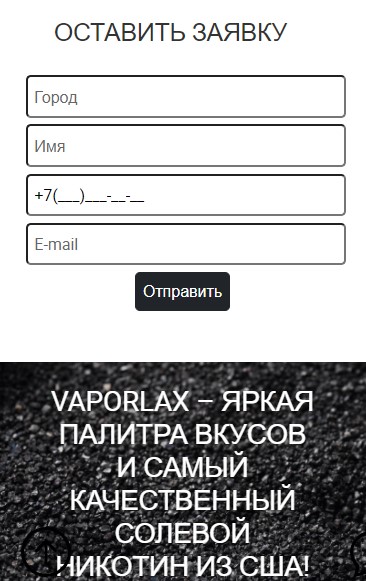 ОСТАВИТЬ ЗАЯВКУ
Город
Имя
+7(___)___-__-__
E-mail
Отправить
VAPORLAX – ЯРКАЯ
ПАЛИТРА ВКУСОВ
И САМЫЙ
КАЧЕСТВЕННЫЙ
СОЛЕВОЙ
НИКОТИН ИЗ США!